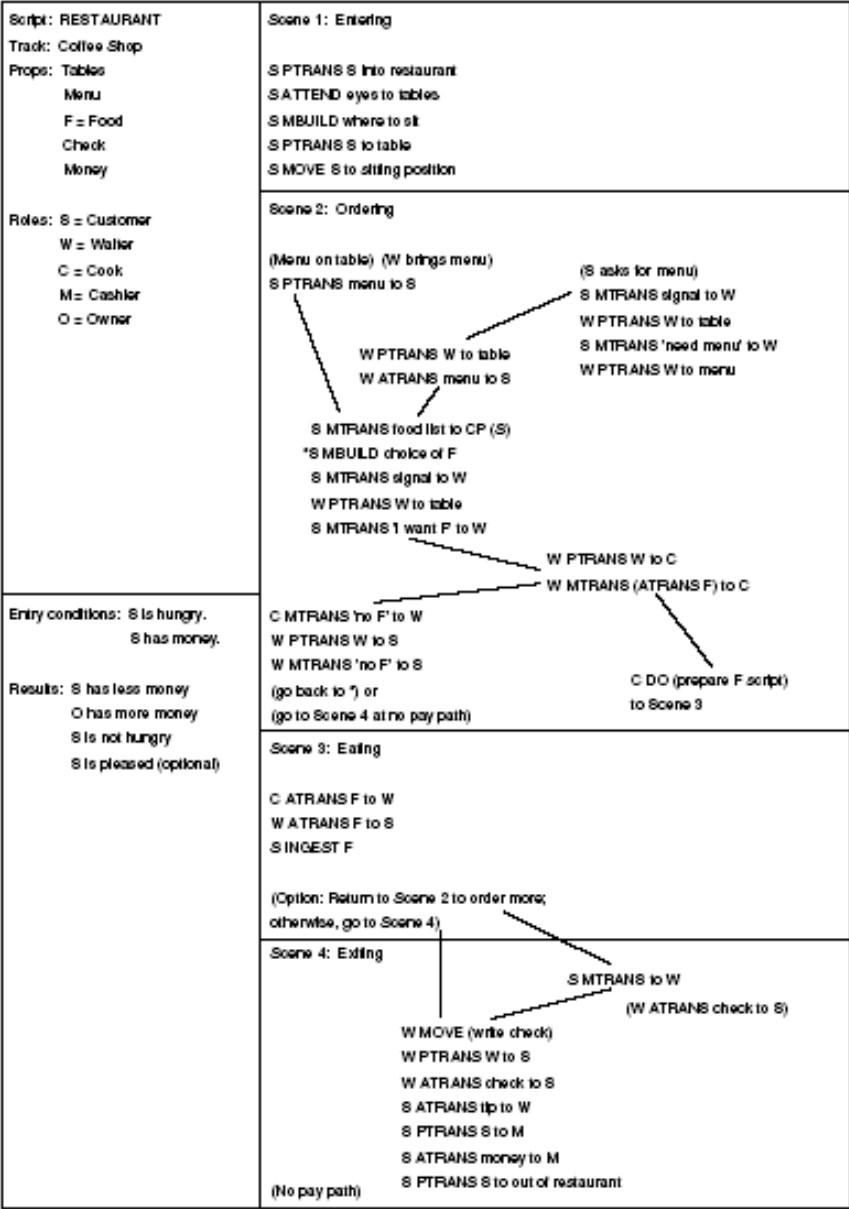 Script: RESTAURANT
Track: Coffee Shop
Props: Tables
Menu
F = Food
Check
Money
Roles: S = Customer
W = Waiter
C = Cook
M = Cashier
O = Owner
Entry conditions: S is hungry.
S has money.
Results: S has less money
O has more money
S is not hungry
S is pleased (optional)
Scene 1: Entering
S PTRANS S into restaurant
S ATTEND eyes to tables
S MBUILD where to sit
S PTRANS S to table
S MOVE S to sitting position
Scene 2: Ordering
(Menu on table) (W brings menu)
S PTRANS menu to S
(S asks for menu)
S MTRANS signal to W
W PTRANS W to table
S MTRANS 'need menu' to W
W PTRANS W to menu
W PTRANS W to table
W ATRANS menu to S
S MTRANS food list to CP (S)
*S MBUILD choice of F
S MTRANS signal to W
W PTRANS W to table
S MTRANS 'I want F' to W
W PTRANS W to C
W MTRANS (ATRANS F) to C
C MTRANS 'no F' to W
W PTRANS W to S
W MTRANS 'no F' to S
(go back to *) or
(go to Scene 4 at no pay path)
C DO (prepare F script)
to Scene 3
Scene 3: Eating
C ATRANS F to W
W ATRANS F to S
S INGEST F
(Option: Return to Scene 2 to order more;
otherwise, go to Scene 4)
Scene 4: Exiting
S MTRANS to W
(W ATRANS check to S)
W MOVE (write check)
W PTRANS W to S
W ATRANS check to S
S ATRANS tip to W
S PTRANS S to M
S ATRANS money to M
(No pay path) S PTRANS S to out of restaurant